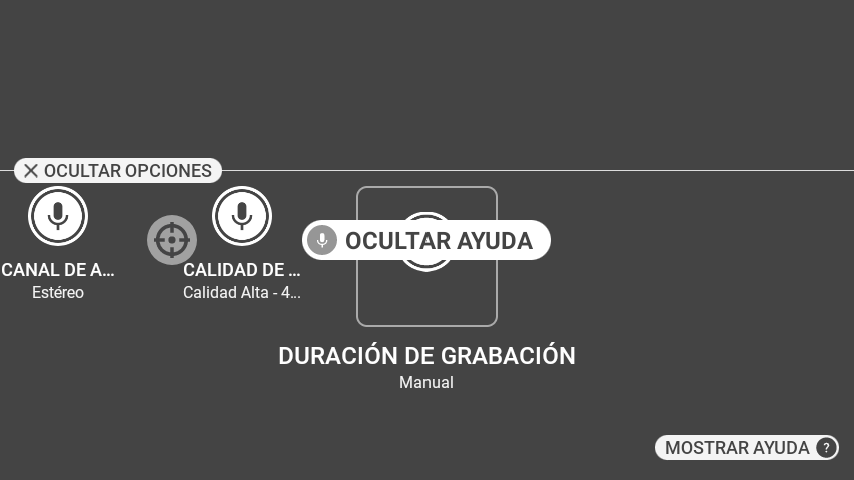 OCULTAR OPCIONES
OCULTAR AYUDA
CANAL DE A...
CALIDAD DE ...
Estéreo
Calidad Alta - 4...
DURACIÓN DE GRABACIÓN
Manual
MOSTRAR AYUDA ?